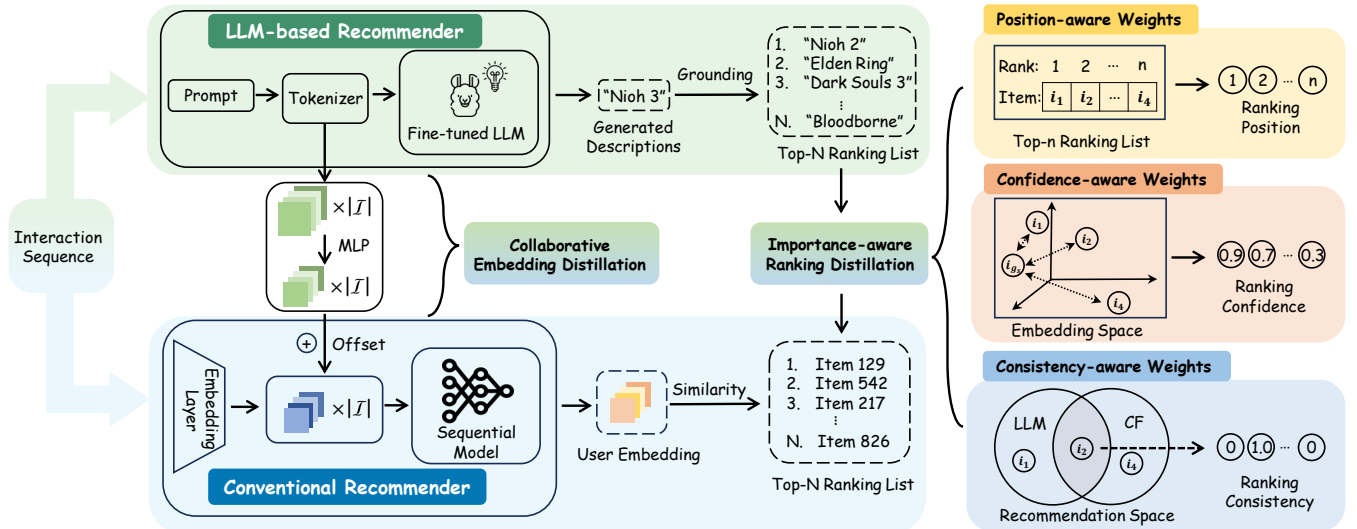 LLM-based Recommender
Prompt
Tokenizer
Fine-tuned LLM
"Nioh 3"
Generated
Descriptions
Grounding
1. "Nioh 2"
2. "Elden Ring"
3. "Dark Souls 3"
⋮
N. "Bloodborne"
Top-N Ranking List
Interaction
Sequence
×|I|
MLP
×|I|
Collaborative
Embedding Distillation
Importance-aware
Ranking Distillation
+ Offset
Embedding
Layer
×|I|
Sequential
Model
Conventional Recommender
User Embedding
Similarity
1. Item 129
2. Item 542
3. Item 217
⋮
N. Item 826
Top-N Ranking List
Position-aware Weights
Rank: 1 2 ··· n
Item: i₁ i₂ ··· i₄
Top-n Ranking List
1 2 ··· n
Ranking
Position
Confidence-aware Weights
i₁
i₂
i_{g_s}
i₄
Embedding Space
0.9 0.7 ··· 0.3
Ranking
Confidence
Consistency-aware Weights
LLM CF
i₁ i₂ i₄
Recommendation Space
0 1.0 ··· 0
Ranking
Consistency